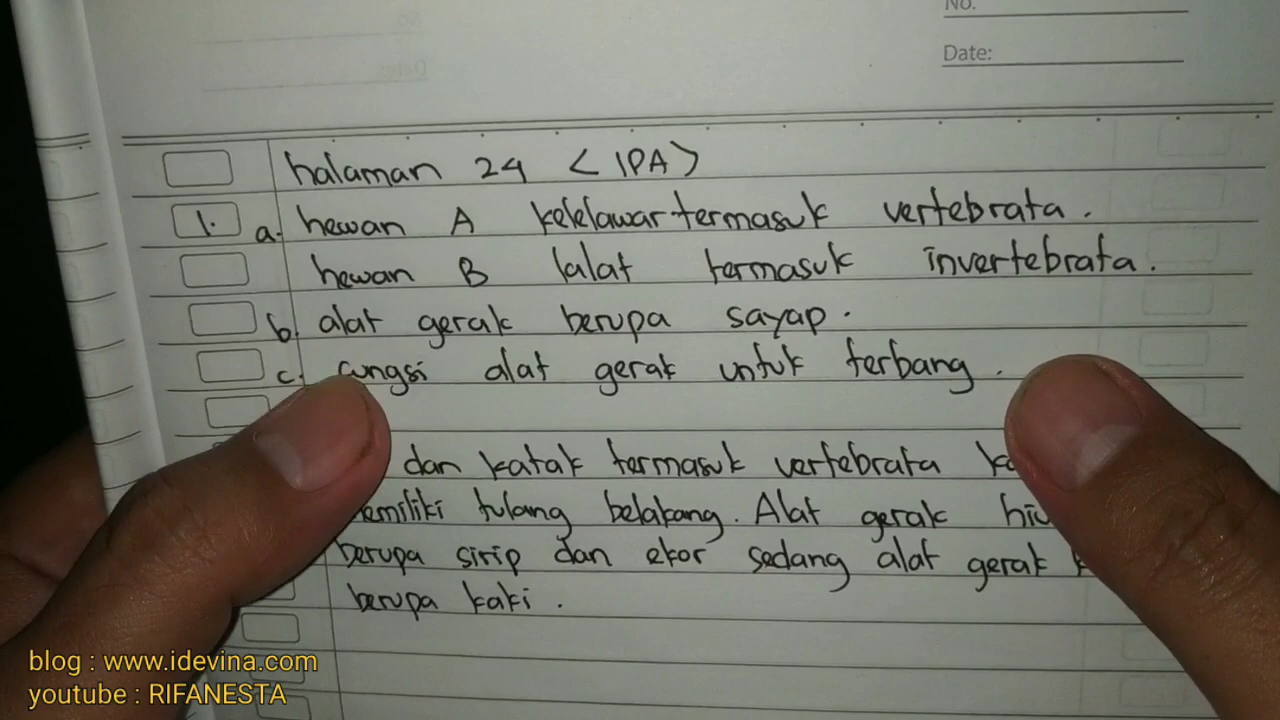 No.
Date:
halaman 24 < IPA >
1. a. hewan A kelelawar termasuk vertebrata.
hewan B lalat termasuk invertebrata.
b. alat gerak berupa sayap.
c. fungsi alat gerak untuk terbang.
dan katak termasuk vertebrata
memiliki tulang belakang. Alat gerak
berupa sirip dan ekor sedang alat gerak
berupa kaki.
blog : www.idevina.com
youtube : RIFANESTA